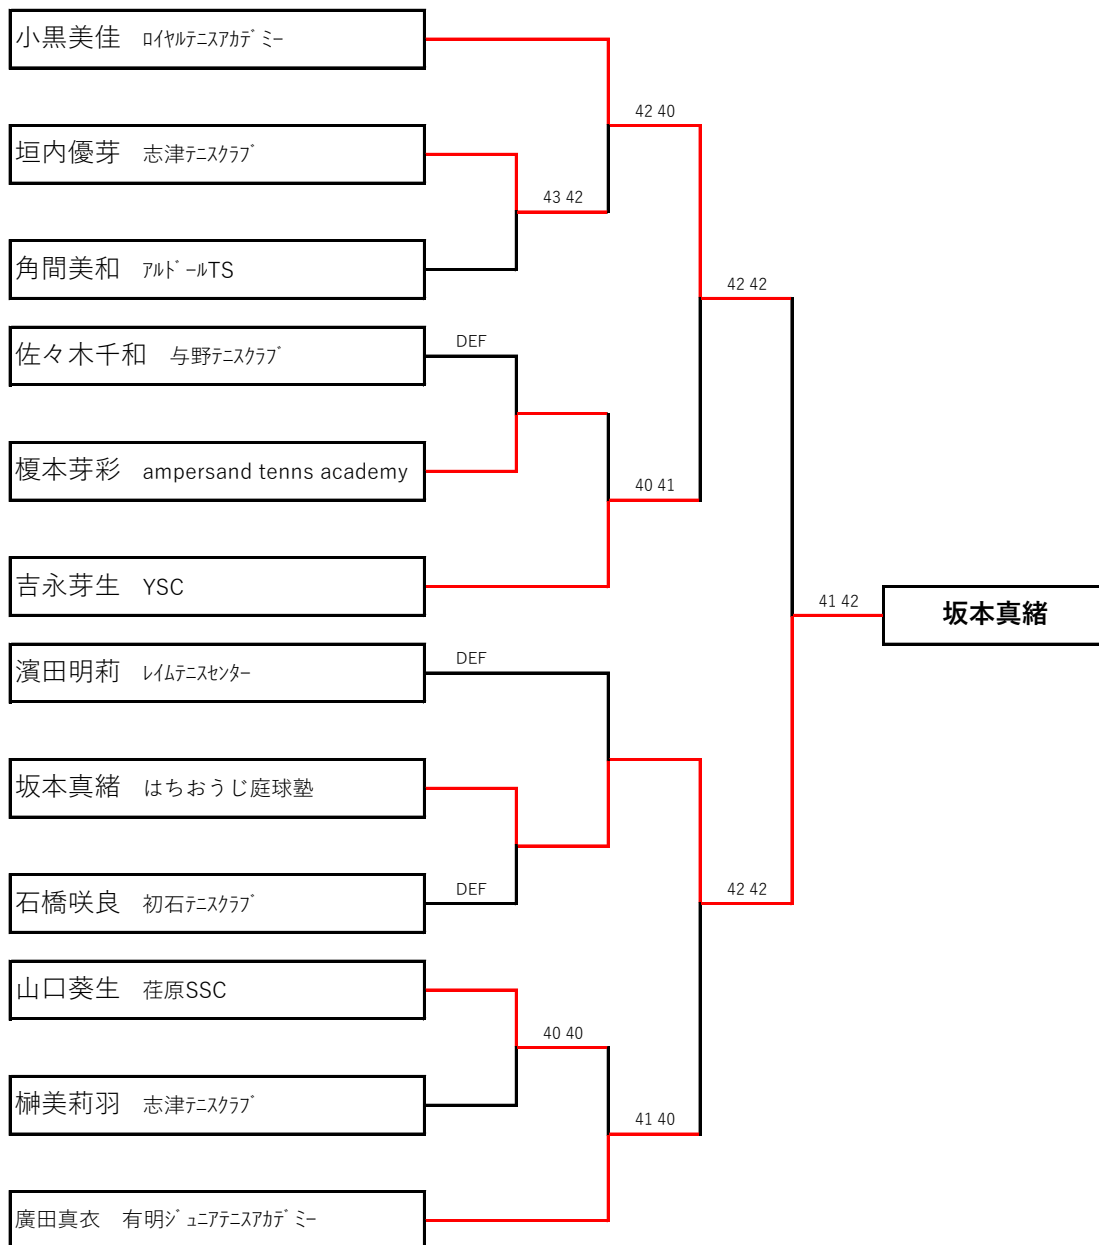 小黒美佳　ﾛｲﾔﾙﾃﾆｽｱｶﾃﾞﾐｰ
42 40
垣内優芽　志津ﾃﾆｽｸﾗﾌﾞ
43 42
角間美和　ｱﾙﾄﾞｰﾙTS
42 42
佐々木千和　与野ﾃﾆｽｸﾗﾌﾞ
DEF
榎本芽彩　ampersand tenns academy
40 41
吉永芽生　YSC
41 42
坂本真緒
濱田明莉　ﾚｲﾑﾃﾆｽｾﾝﾀｰ
DEF
坂本真緒　はちおうじ庭球塾
石橋咲良　初石ﾃﾆｽｸﾗﾌﾞ
DEF
42 42
山口葵生　荏原SSC
40 40
榊美莉羽　志津ﾃﾆｽｸﾗﾌﾞ
41 40
廣田真衣　有明ｼﾞｭﾆｱﾃﾆｽｱｶﾃﾞﾐｰ